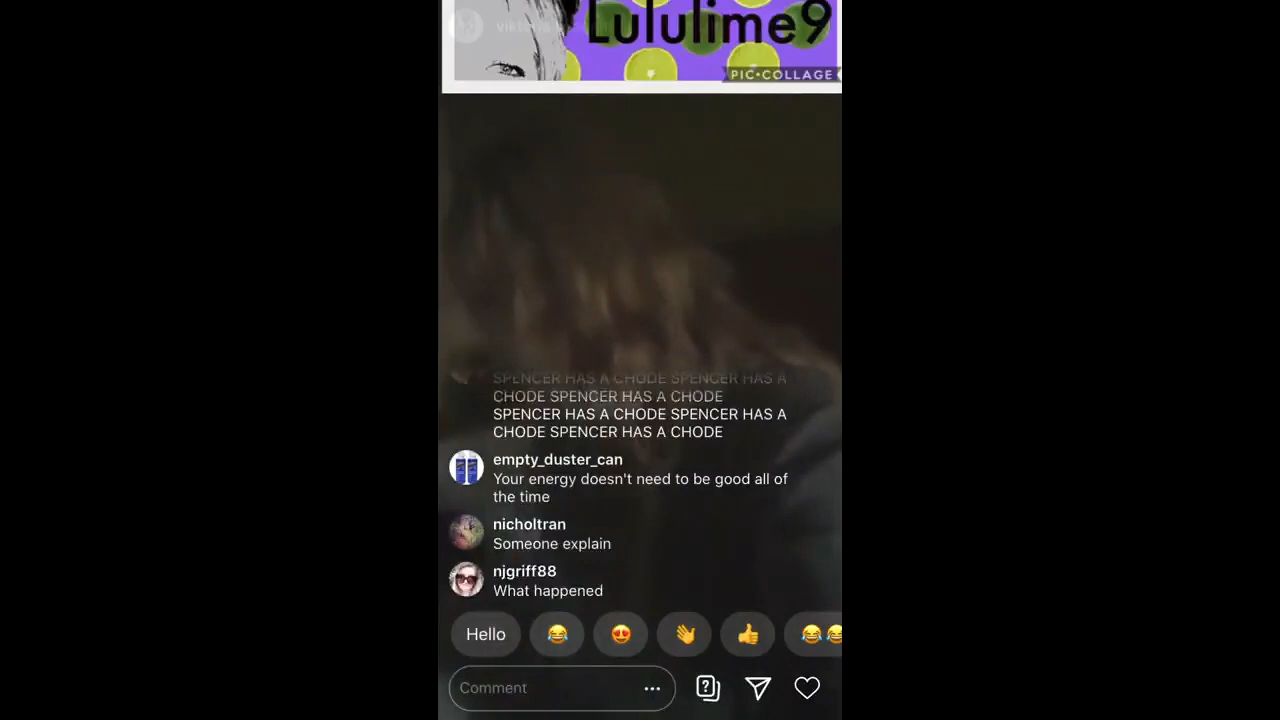 Lululime9
PIC•COLLAGE
SPENCER HAS A CHODE SPENCER HAS A
CHODE SPENCER HAS A CHODE
SPENCER HAS A CHODE SPENCER HAS A
CHODE SPENCER HAS A CHODE
empty_duster_can
Your energy doesn't need to be good all of
the time
nicholtran
Someone explain
njgriff88
What happened
Hello
Comment